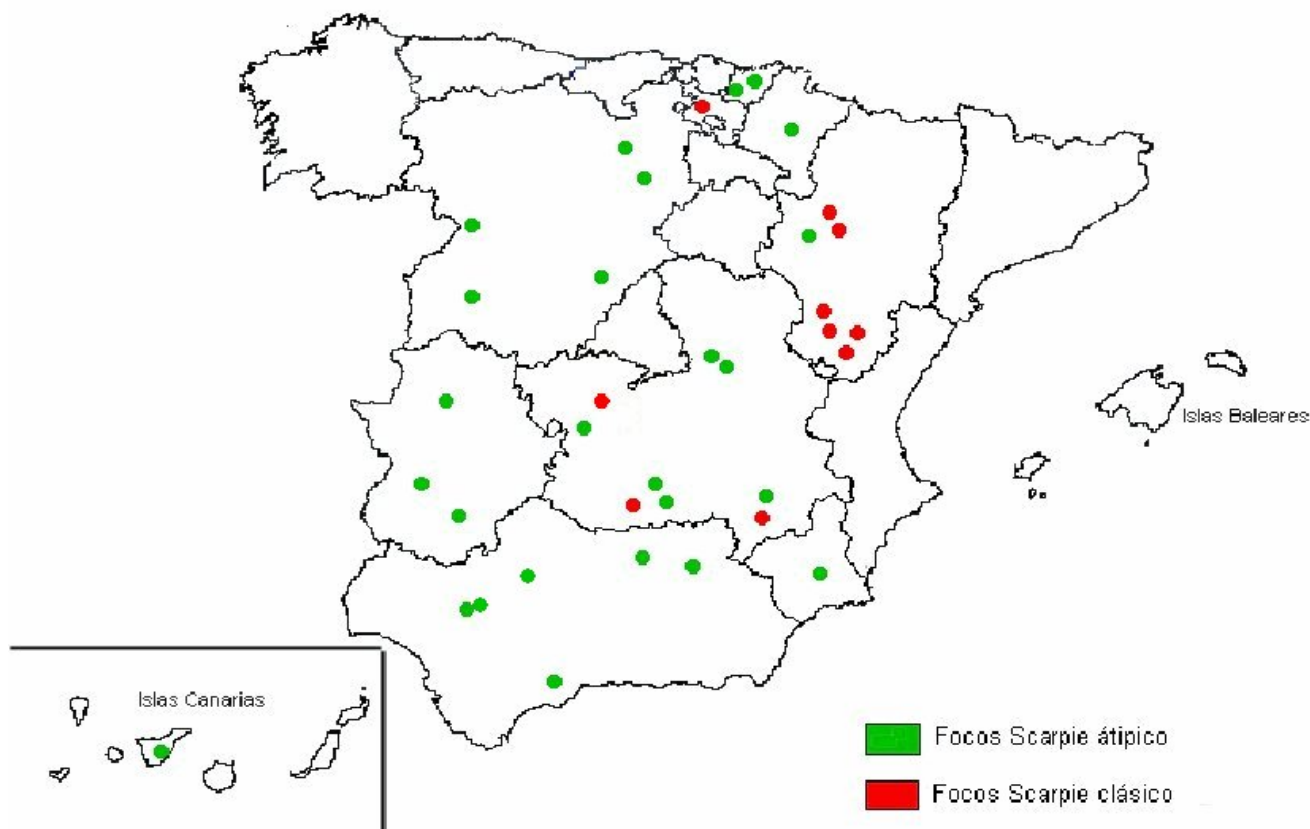 Islas Baleares
Islas Canarias
Focos Scarpie átipico
Focos Scarpie clásico